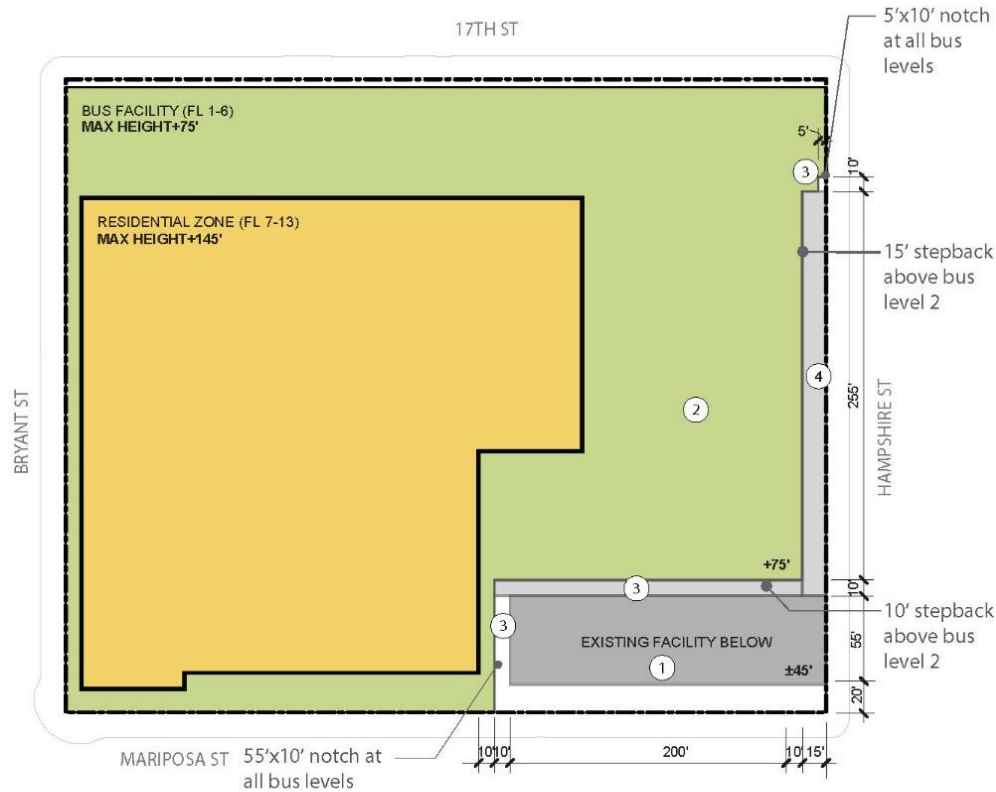 17TH ST
5'x10' notch
at all bus
levels
BUS FACILITY (FL 1-6)
MAX HEIGHT+75'
5'
10'
3
RESIDENTIAL ZONE (FL 7-13)
MAX HEIGHT+145'
15' stepback
above bus
level 2
4
255'
HAMPSHIRE ST
BRYANT ST
2
+75'
3
10'
10' stepback
above bus
level 2
3
EXISTING FACILITY BELOW
1
±45'
55'
20'
MARIPOSA ST
55'x10' notch at
all bus levels
10'
10'
200'
10'
15'